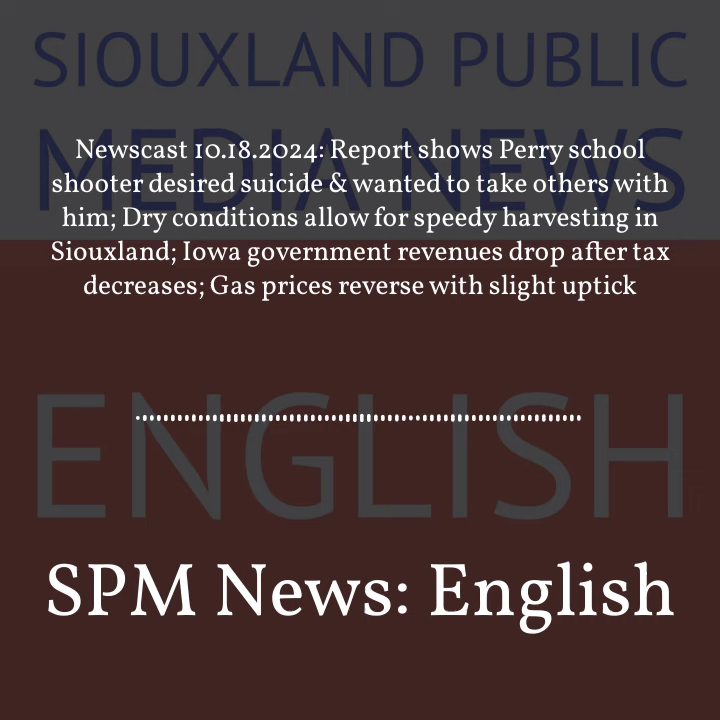 SIOUXLAND PUBLIC
MEDIA NEWS
Newscast 10.18.2024: Report shows Perry school
shooter desired suicide & wanted to take others with
him; Dry conditions allow for speedy harvesting in
Siouxland; Iowa government revenues drop after tax
decreases; Gas prices reverse with slight uptick
ENGLISH
SPM News: English